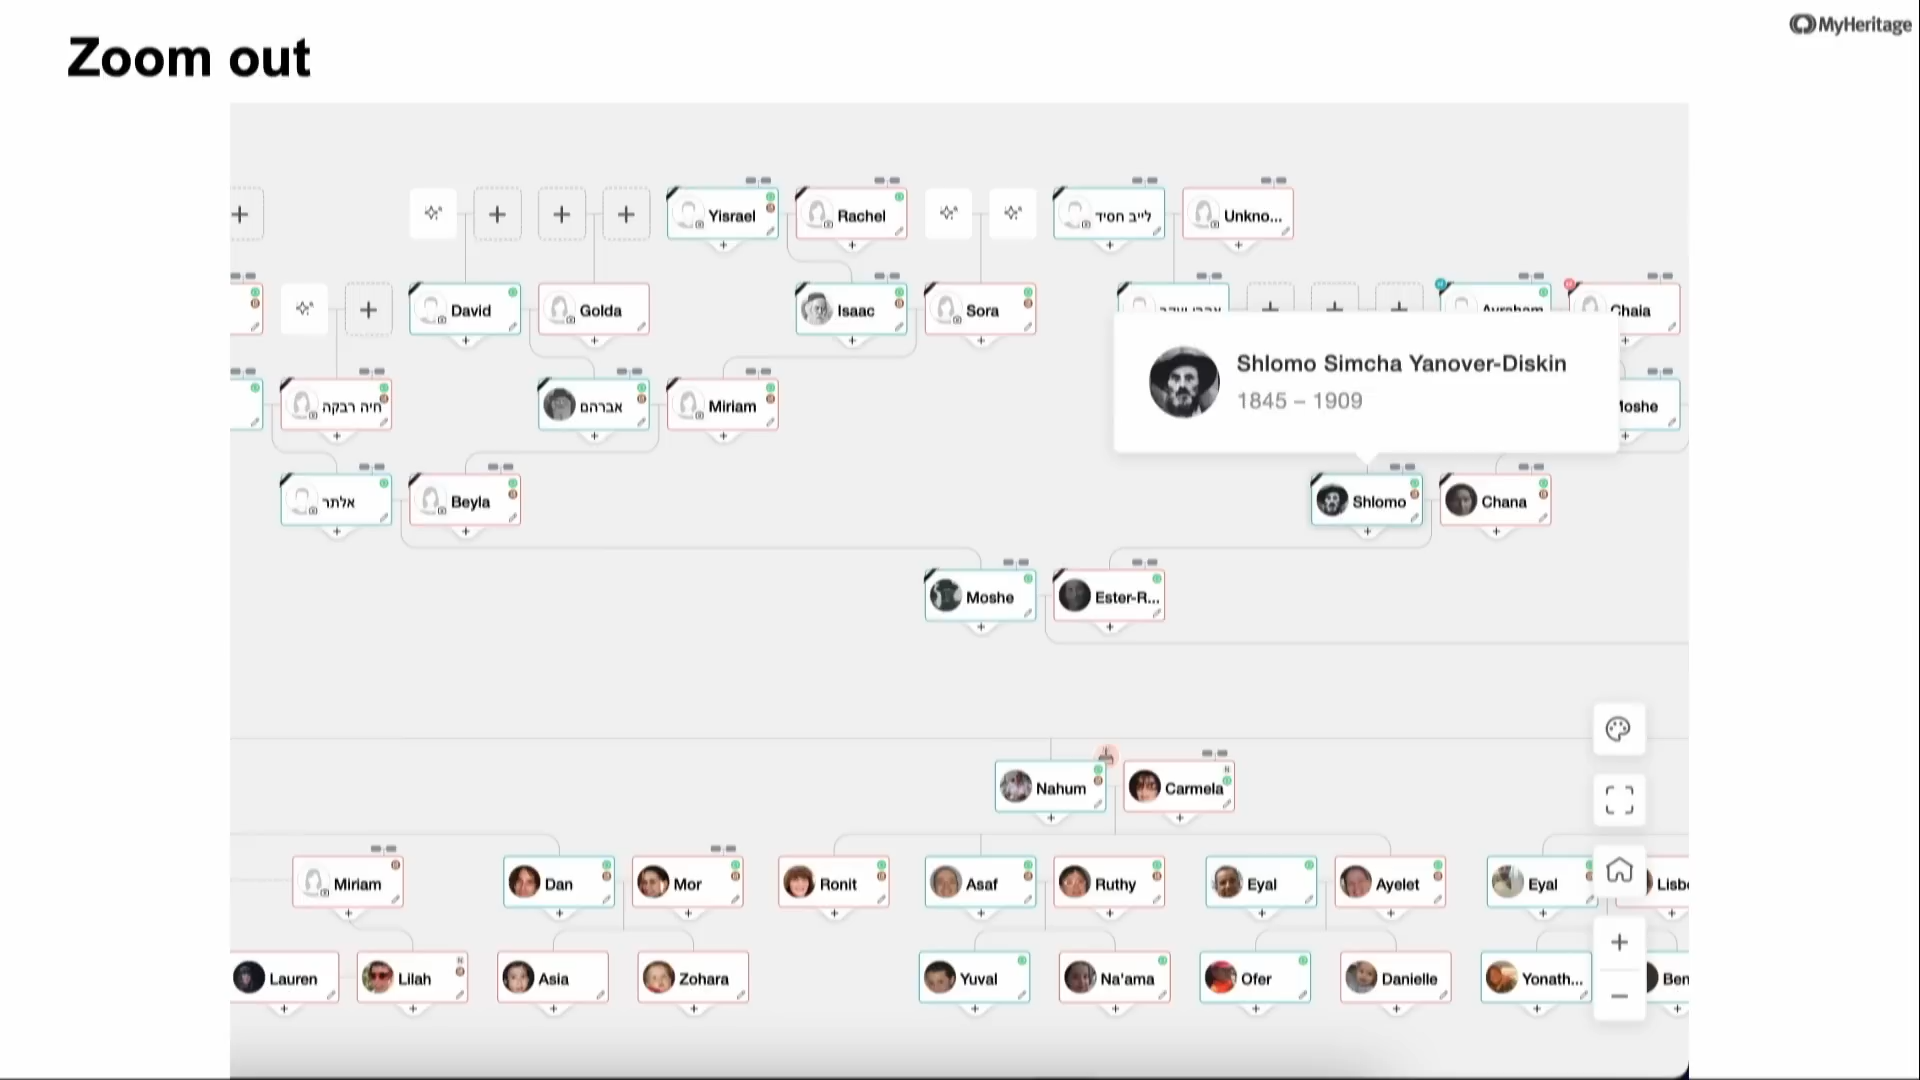 Zoom out
MyHeritage
Yisrael
Rachel
לייב חסיד
Unkno...
David
Golda
Isaac
Sora
Avraham
Chaia
חיה רבקה
אברהם
Miriam
Shlomo Simcha Yanover-Diskin
1845 – 1909
אלתר
Beyla
Shlomo
Chana
Moshe
Ester-R...
Nahum
Carmela
Miriam
Dan
Mor
Ronit
Asaf
Ruthy
Eyal
Ayelet
Eyal
Lauren
Lilah
Asia
Zohara
Yuval
Na'ama
Ofer
Danielle
Yonath...
Ben